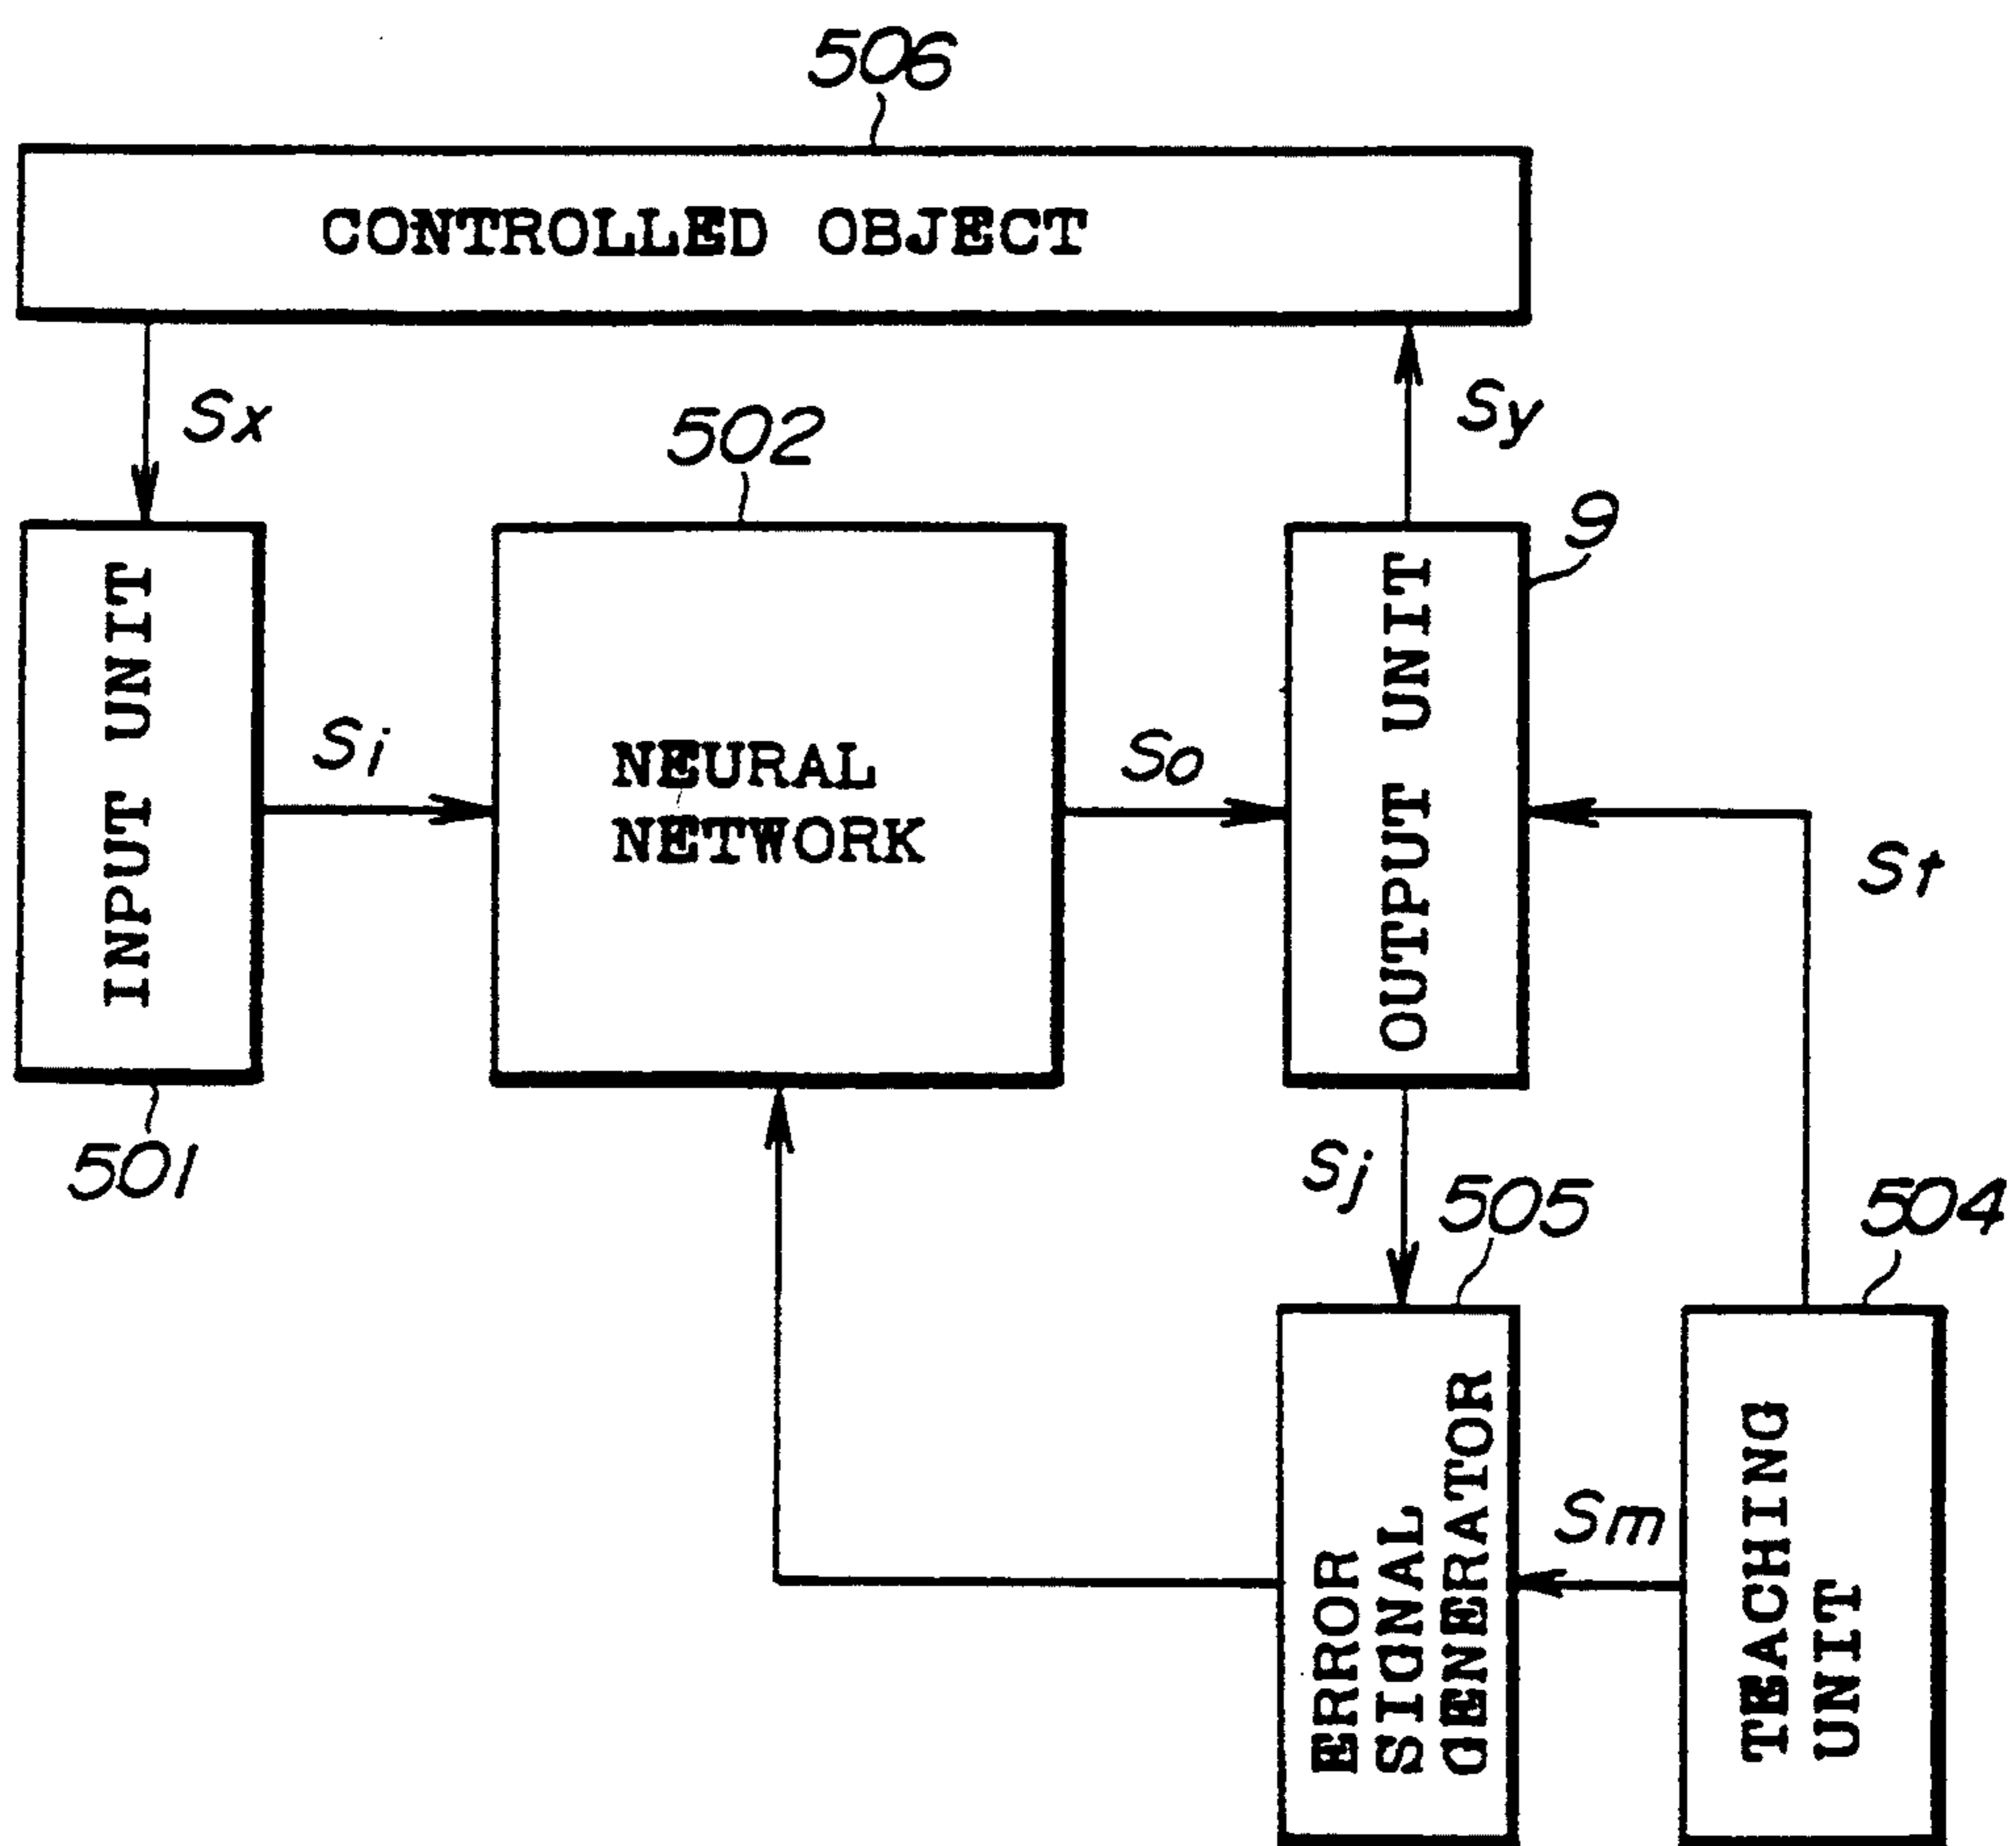 506
CONTROLLED OBJECT
Sx
Sy
502
9
INPUT UNIT
Si
NEURAL
NETWORK
So
OUTPUT UNIT
St
501
Sj
505
504
ERROR
SIGNAL
GENERATOR
Sm
TEACHING
UNIT